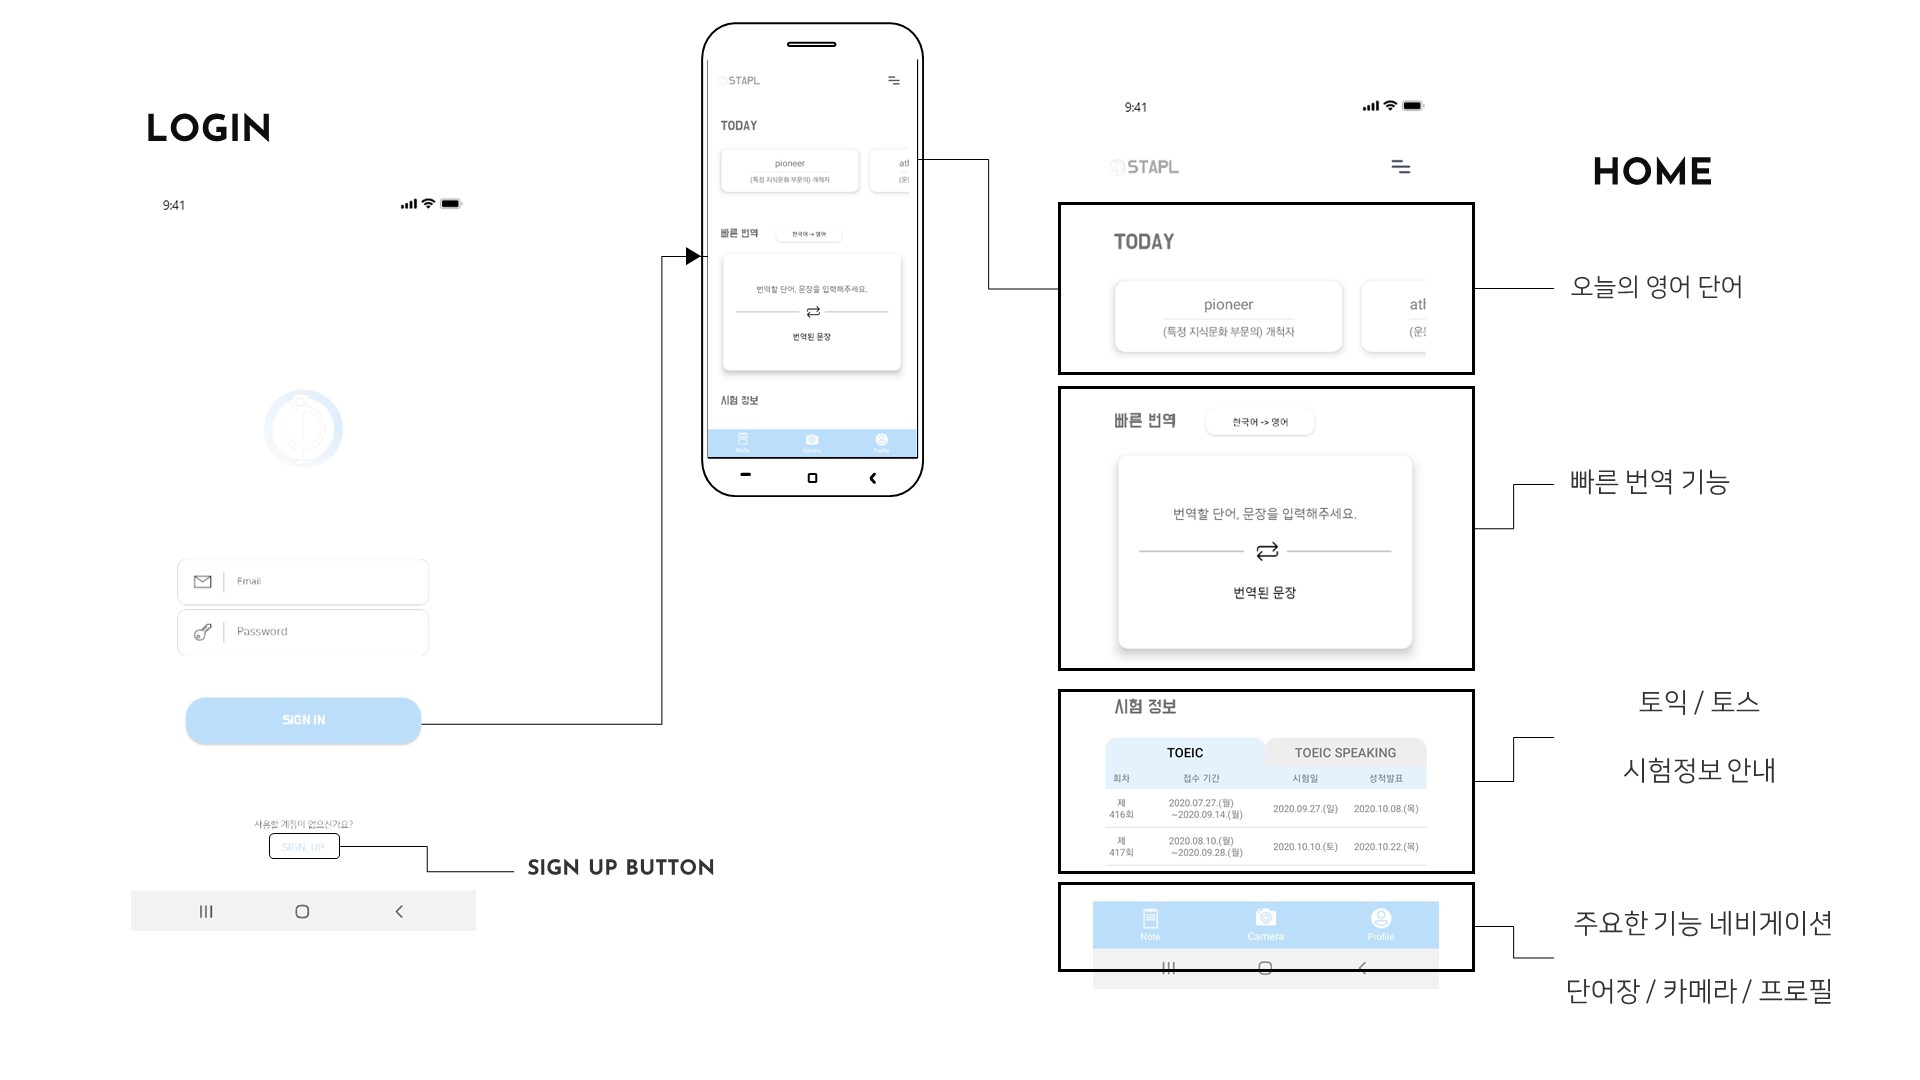 LOGIN
9:41
Email
Password
SIGN IN
사용할 계정이 없으신가요?
SIGN UP
SIGN UP BUTTON
STAPL
TODAY
pioneer
(특정 지식문화 부문의) 개척자
atl
(운
빠른 번역
한국어 -> 영어
번역할 단어, 문장을 입력해주세요.
번역된 문장
시험 정보
Note
Camera
Profile
9:41
STAPL
TODAY
pioneer
(특정 지식문화 부문의) 개척자
atl
(운
빠른 번역
한국어 -> 영어
번역할 단어, 문장을 입력해주세요.
번역된 문장
시험 정보
TOEIC TOEIC SPEAKING
회차 접수 기간 시험일 성적발표
제 2020.07.27.(월)
416회 ~2020.09.14.(월) 2020.09.27.(일) 2020.10.08.(목)
제 2020.08.10.(월)
417회 ~2020.09.28.(월) 2020.10.10.(토) 2020.10.22.(목)
Note Camera Profile
HOME
오늘의 영어 단어
빠른 번역 기능
토익 / 토스
시험정보 안내
주요한 기능 네비게이션
단어장 / 카메라 / 프로필